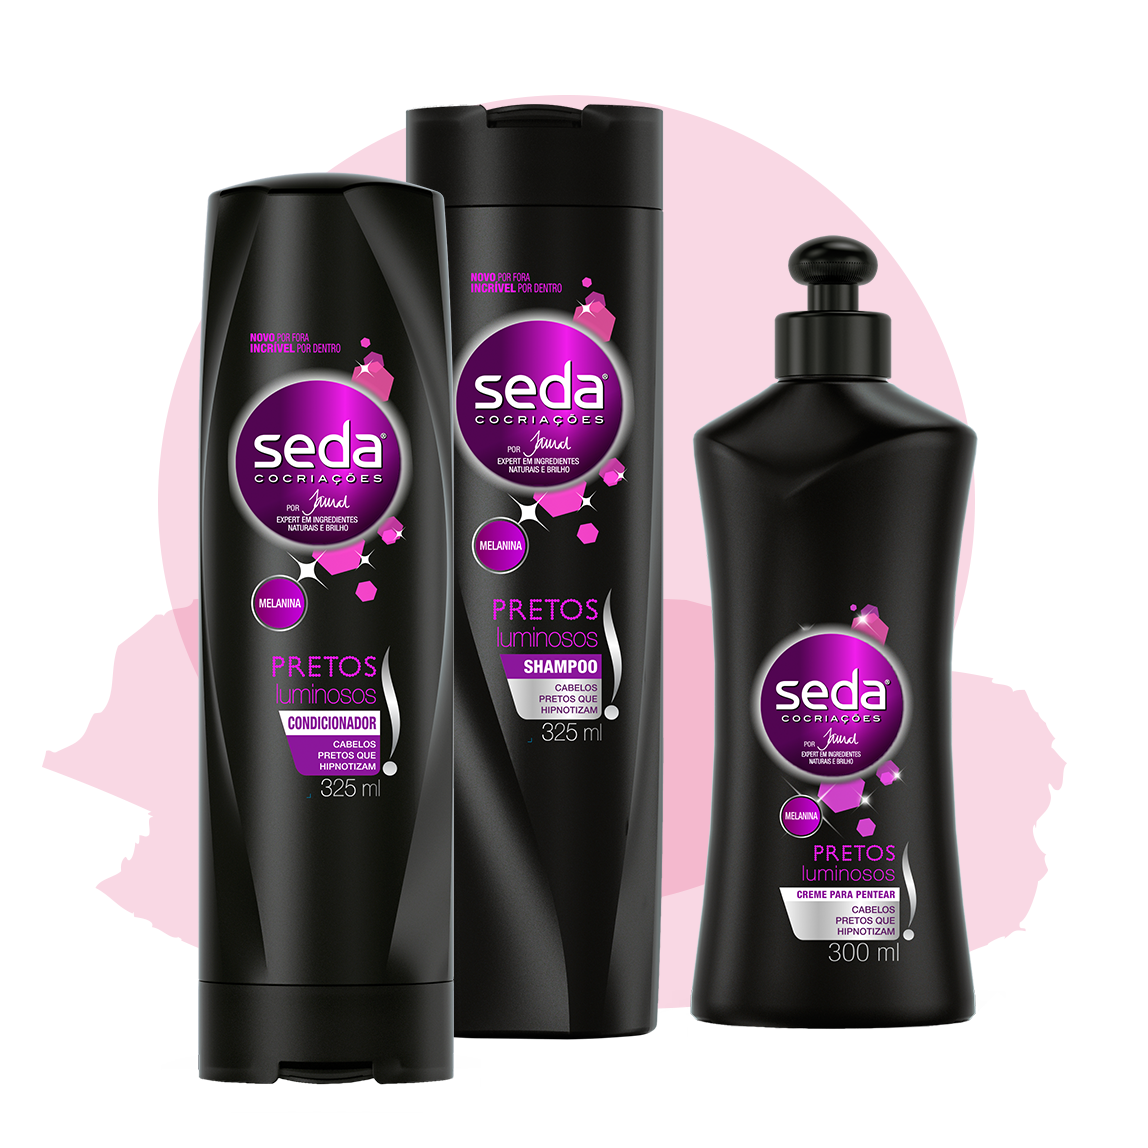 NOVO POR FORA
INCRÍVEL POR DENTRO
seda®
COCRIAÇÕES
POR
EXPERT EM INGREDIENTES
NATURAIS E BRILHO
MELANINA
PRETOS
luminosos
CONDICIONADOR
CABELOS
PRETOS QUE
HIPNOTIZAM
325 ml
NOVO POR FORA
INCRÍVEL POR DENTRO
seda®
COCRIAÇÕES
POR
EXPERT EM INGREDIENTES
NATURAIS E BRILHO
MELANINA
PRETOS
luminosos
SHAMPOO
CABELOS
PRETOS QUE
HIPNOTIZAM
325 ml
seda®
COCRIAÇÕES
POR
EXPERT EM INGREDIENTES
NATURAIS E BRILHO
MELANINA
PRETOS
luminosos
CREME PARA PENTEAR
CABELOS
PRETOS QUE
HIPNOTIZAM
300 ml